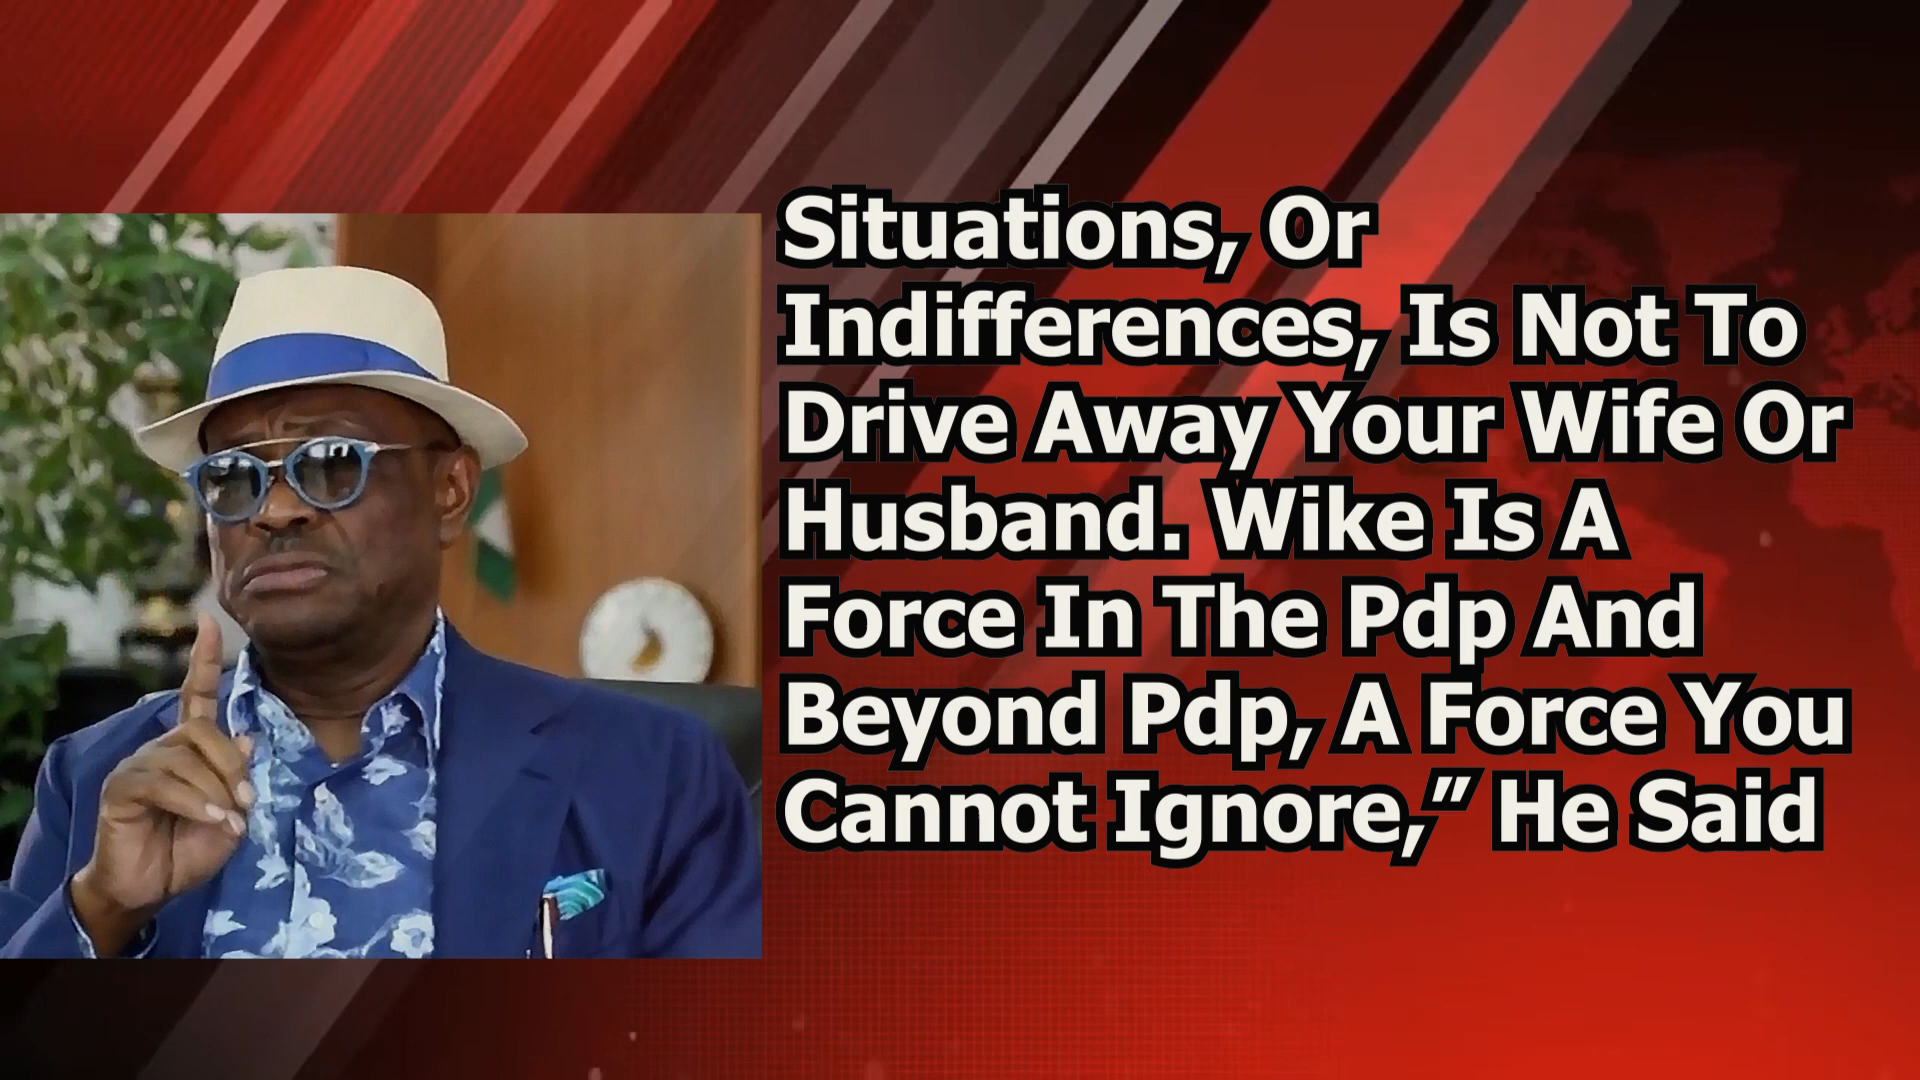 Situations, Or
Indifferences, Is Not To
Drive Away Your Wife Or
Husband. Wike Is A
Force In The Pdp And
Beyond Pdp, A Force You
Cannot Ignore,” He Said